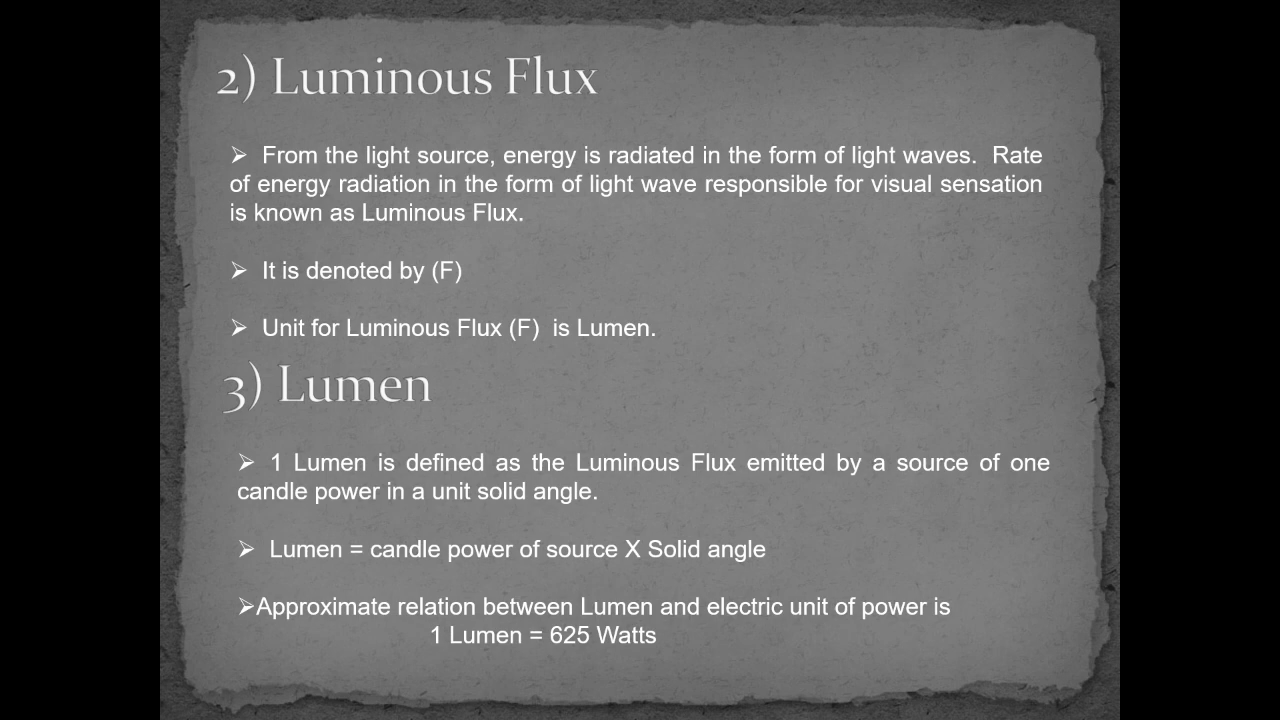 2) Luminous Flux
➢ From the light source, energy is radiated in the form of light waves. Rate
of energy radiation in the form of light wave responsible for visual sensation
is known as Luminous Flux.
➢ It is denoted by (F)
➢ Unit for Luminous Flux (F) is Lumen.
3) Lumen
➢ 1 Lumen is defined as the Luminous Flux emitted by a source of one
candle power in a unit solid angle.
➢ Lumen = candle power of source X Solid angle
➢Approximate relation between Lumen and electric unit of power is
1 Lumen = 625 Watts